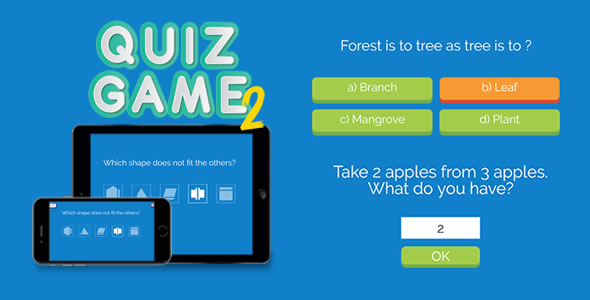 QUIZ
GAME 2
Which shape does not fit the others?
Which shape does not fit the others?
Forest is to tree as tree is to ?
a) Branch
b) Leaf
c) Mangrove
d) Plant
Take 2 apples from 3 apples.
What do you have?
2
OK